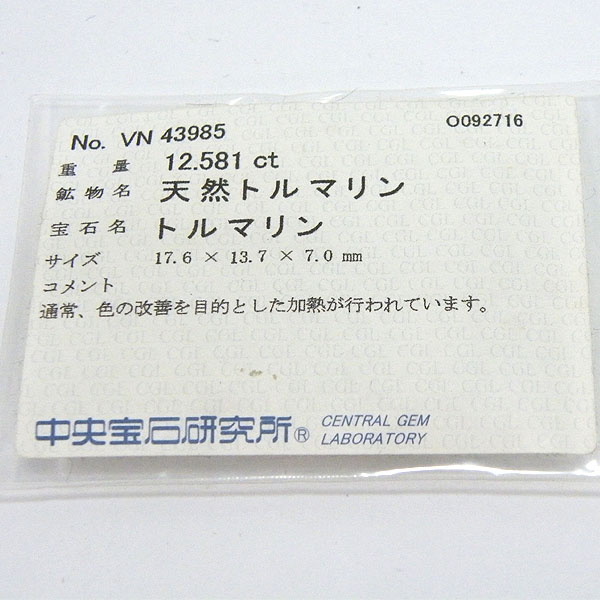 No. VN 43985 O092716
重量 12.581 ct
鉱物名 天然トルマリン
宝石名 トルマリン
サイズ 17.6 × 13.7 × 7.0 mm
コメント
通常、色の改善を目的とした加熱が行われています。
中央宝石研究所® CENTRAL GEM
LABORATORY